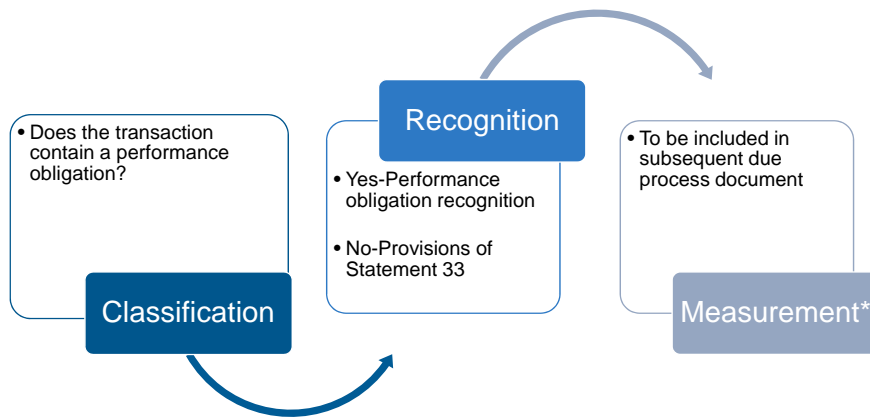 • Does the transaction
contain a performance
obligation?
Classification
Recognition
• Yes-Performance
obligation recognition
• No-Provisions of
Statement 33
• To be included in
subsequent due
process document
Measurement*